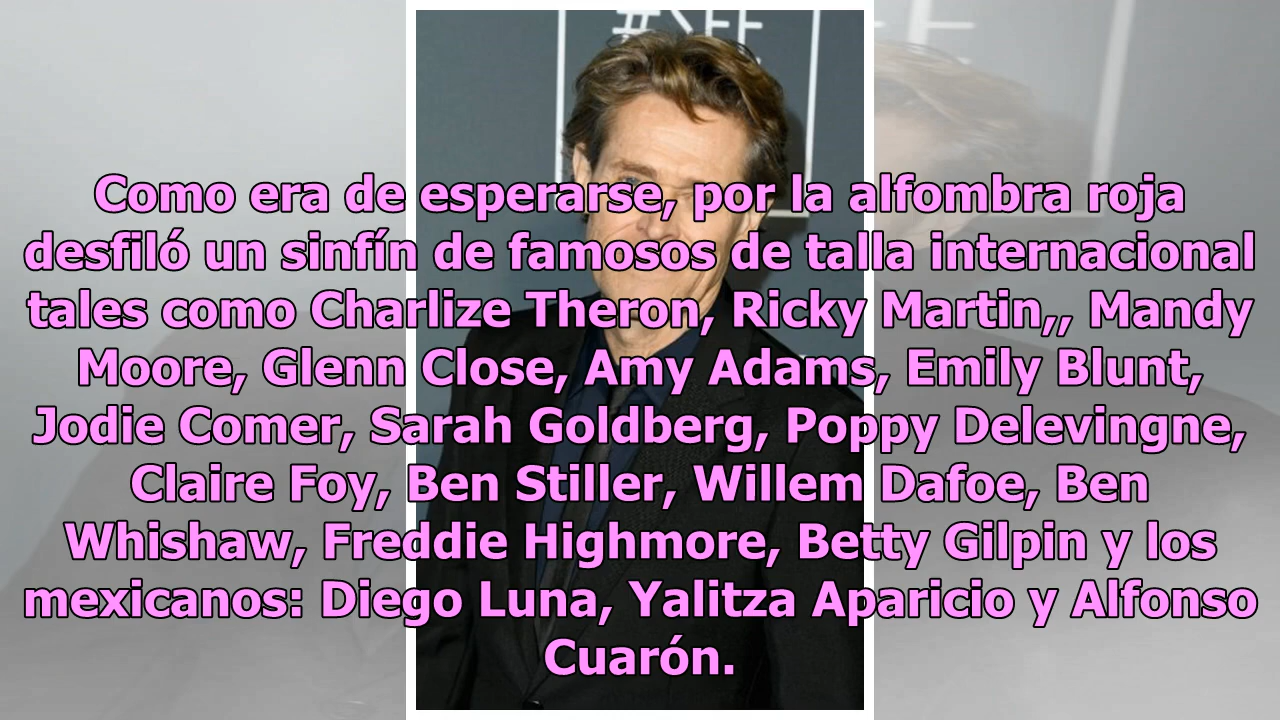 #SEE
Como era de esperarse, por la alfombra roja
desfiló un sinfín de famosos de talla internacional
tales como Charlize Theron, Ricky Martin,, Mandy
Moore, Glenn Close, Amy Adams, Emily Blunt,
Jodie Comer, Sarah Goldberg, Poppy Delevingne,
Claire Foy, Ben Stiller, Willem Dafoe, Ben
Whishaw, Freddie Highmore, Betty Gilpin y los
mexicanos: Diego Luna, Yalitza Aparicio y Alfonso
Cuarón.